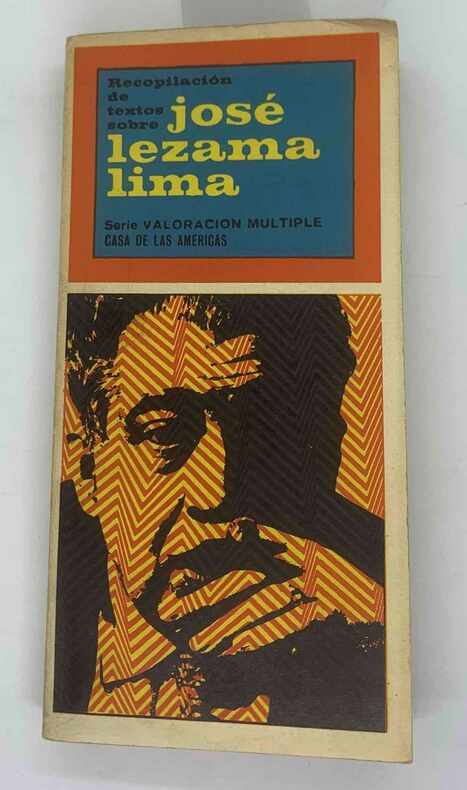 Recopilación
de
textos
sobre josé
lezama
lima
Serie VALORACION MULTIPLE
CASA DE LAS AMERICAS